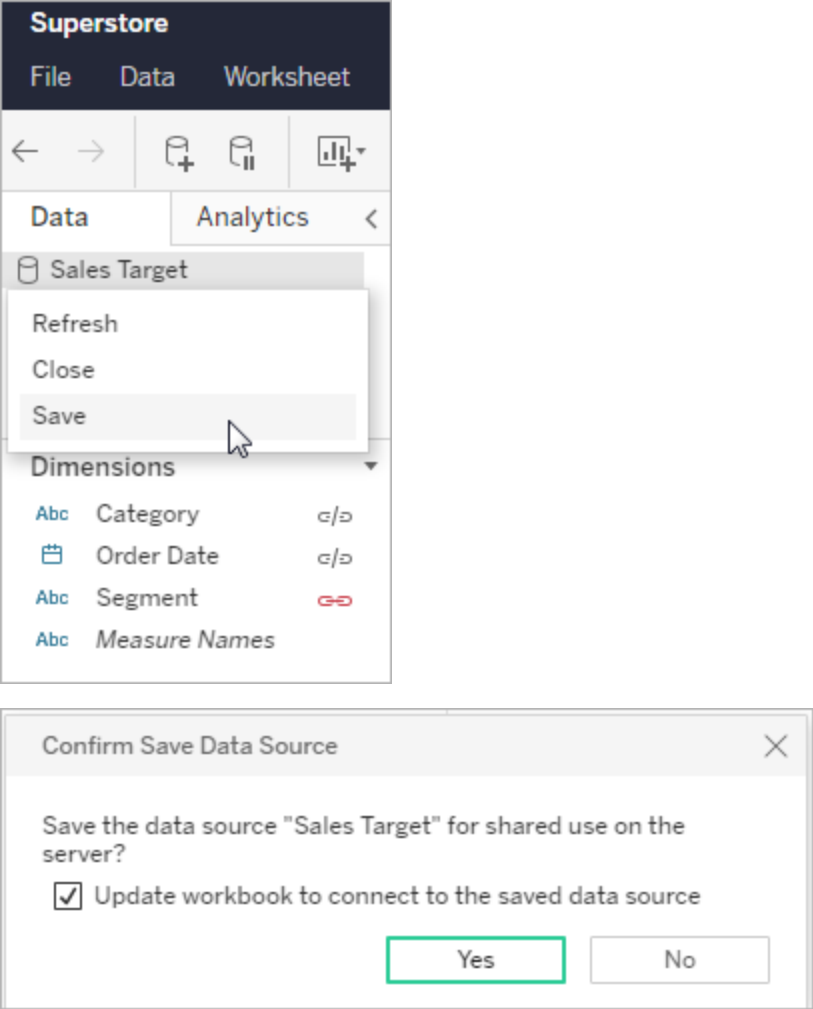 Superstore
File Data Worksheet
Data Analytics
Sales Target
Refresh
Close
Save
Dimensions
Abc Category
Order Date
Abc Segment
Abc Measure Names
Confirm Save Data Source
Save the data source "Sales Target" for shared use on the
server?
Update workbook to connect to the saved data source
Yes No